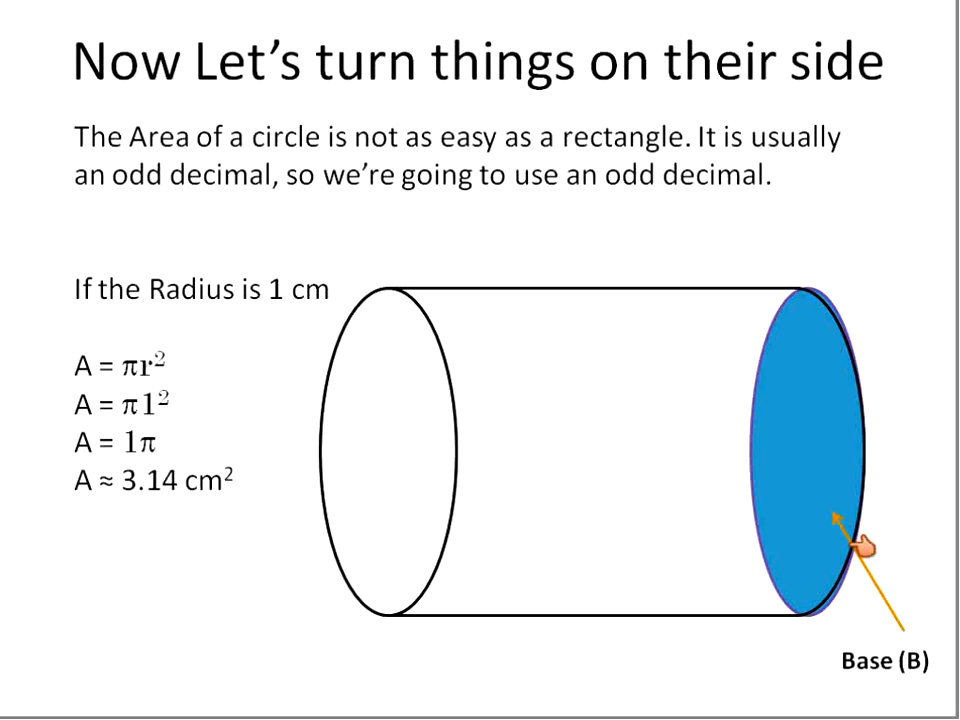 Now Let’s turn things on their side
The Area of a circle is not as easy as a rectangle. It is usually
an odd decimal, so we’re going to use an odd decimal.
If the Radius is 1 cm
A = πr²
A = π1²
A = 1π
A ≈ 3.14 cm²
Base (B)